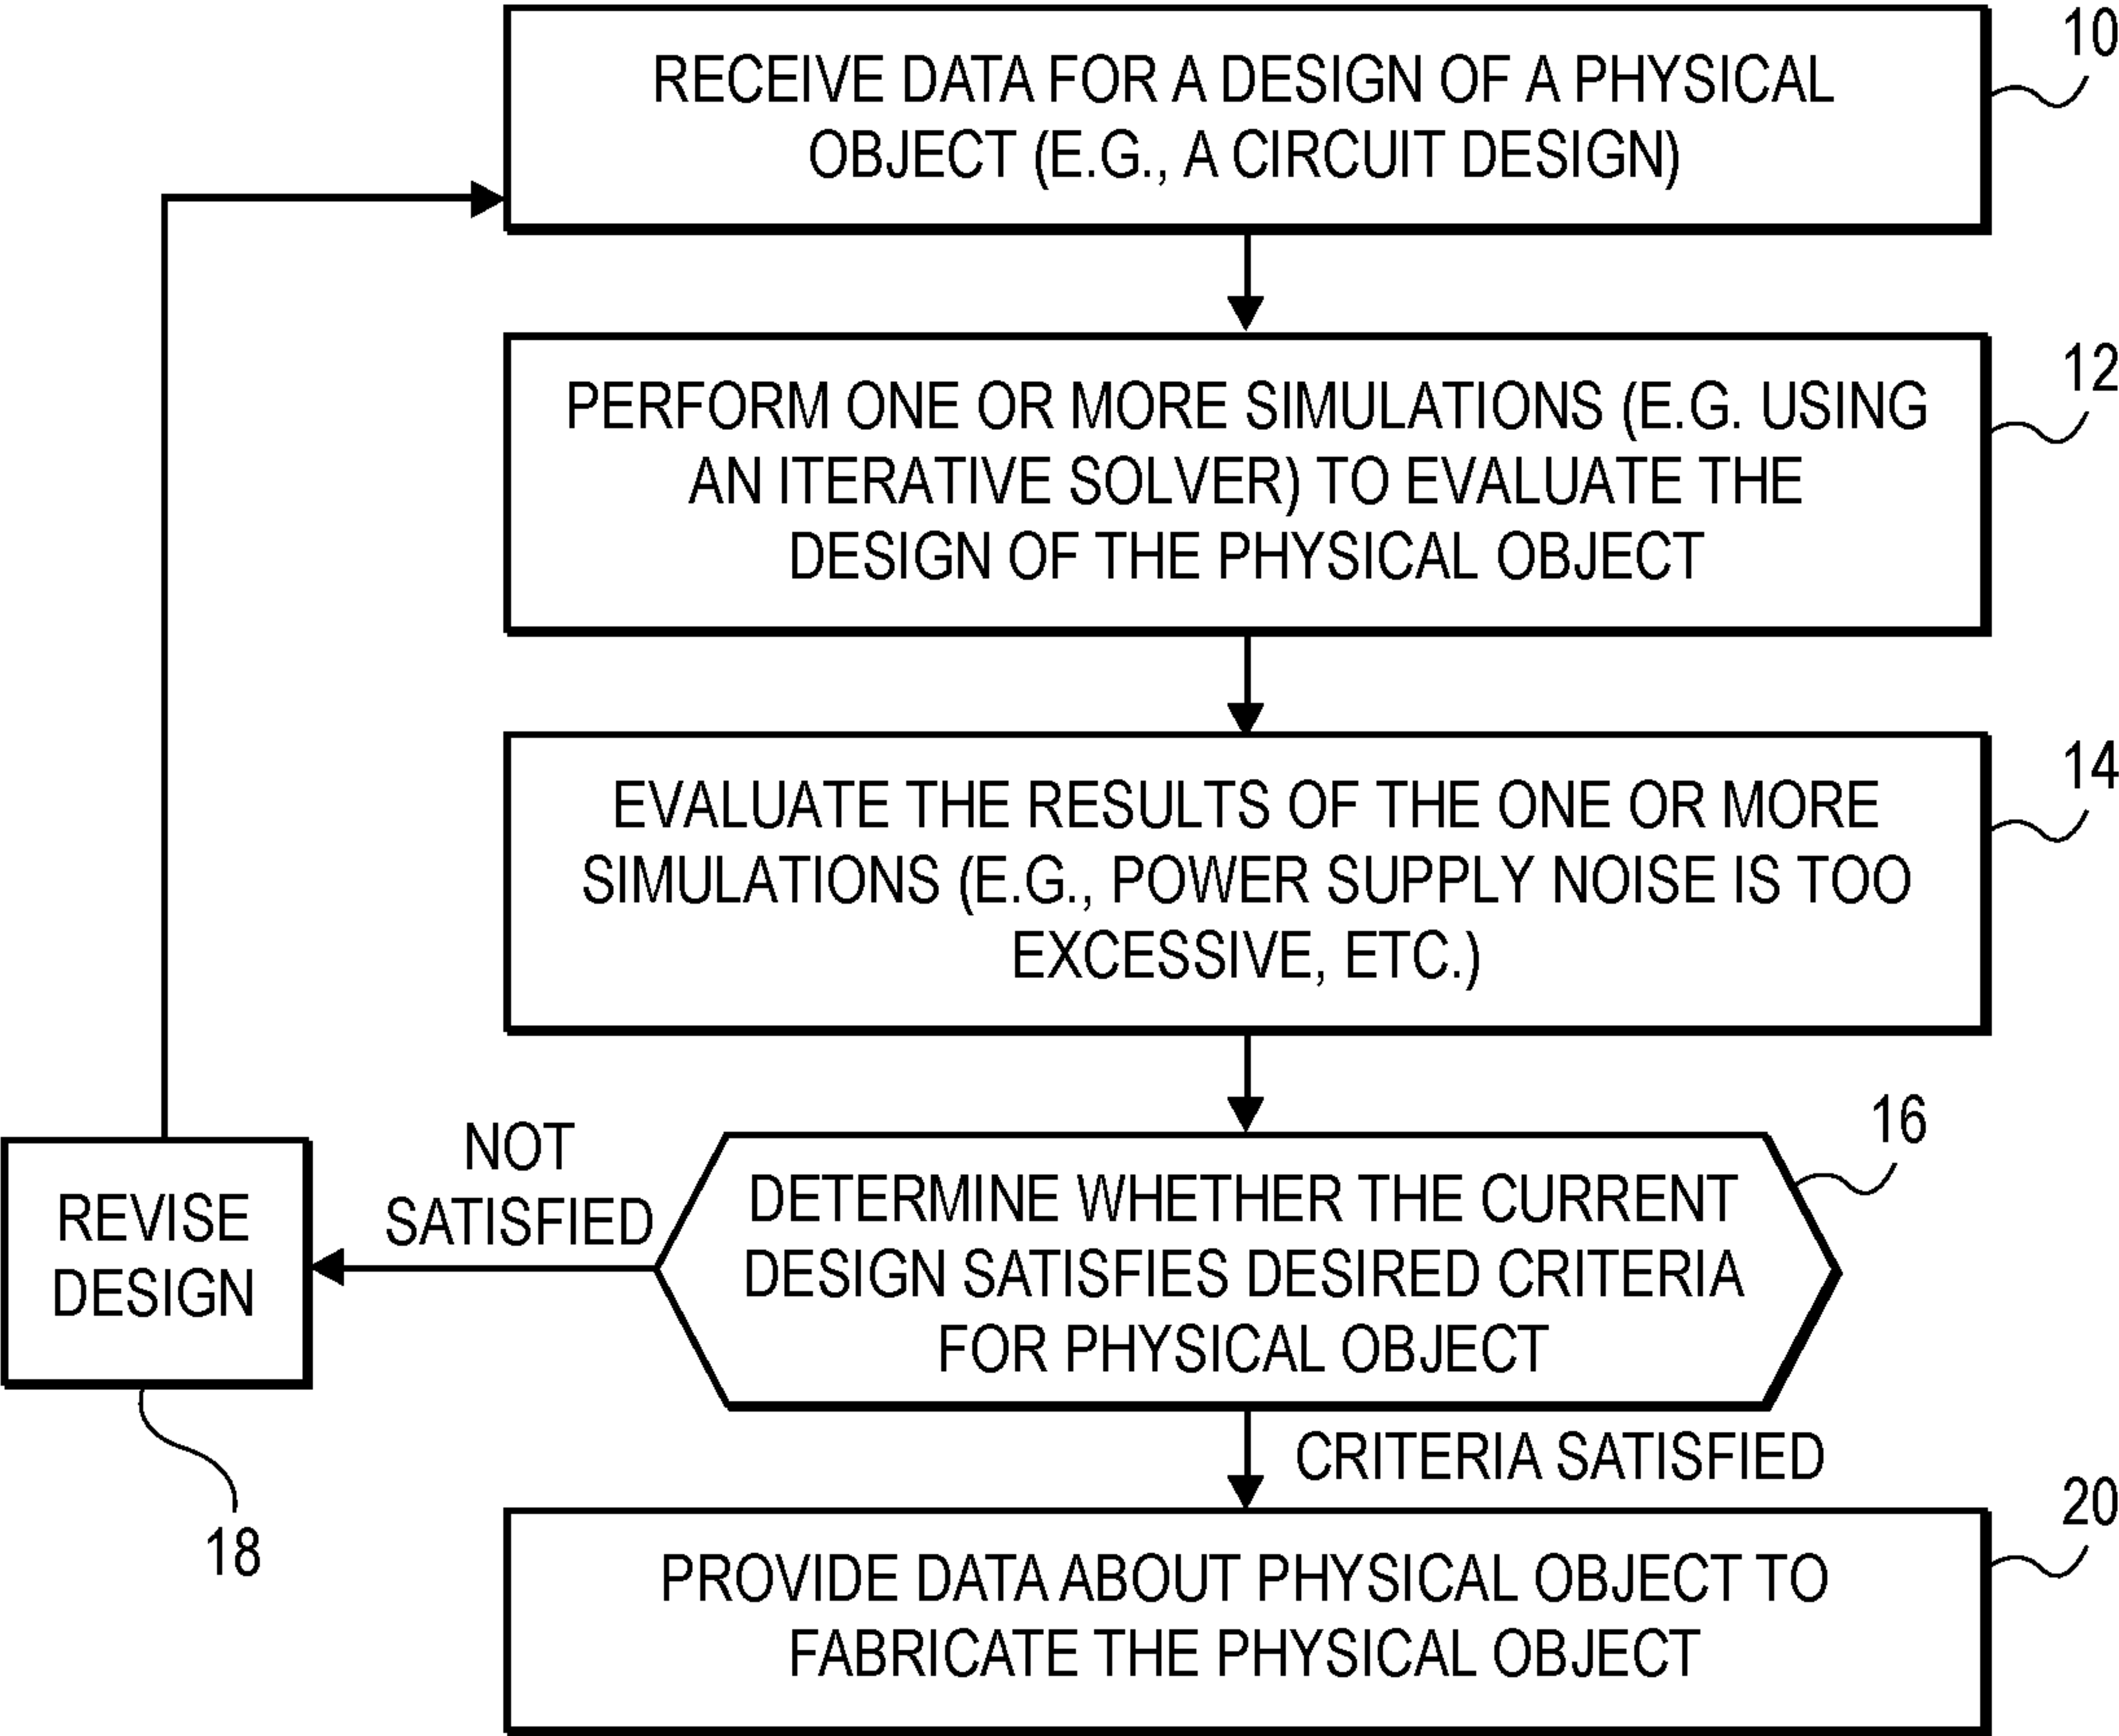 10
RECEIVE DATA FOR A DESIGN OF A PHYSICAL
OBJECT (E.G., A CIRCUIT DESIGN)
12
PERFORM ONE OR MORE SIMULATIONS (E.G. USING
AN ITERATIVE SOLVER) TO EVALUATE THE
DESIGN OF THE PHYSICAL OBJECT
14
EVALUATE THE RESULTS OF THE ONE OR MORE
SIMULATIONS (E.G., POWER SUPPLY NOISE IS TOO
EXCESSIVE, ETC.)
16
DETERMINE WHETHER THE CURRENT
DESIGN SATISFIES DESIRED CRITERIA
FOR PHYSICAL OBJECT
NOT
SATISFIED
REVISE
DESIGN
18
CRITERIA SATISFIED
20
PROVIDE DATA ABOUT PHYSICAL OBJECT TO
FABRICATE THE PHYSICAL OBJECT